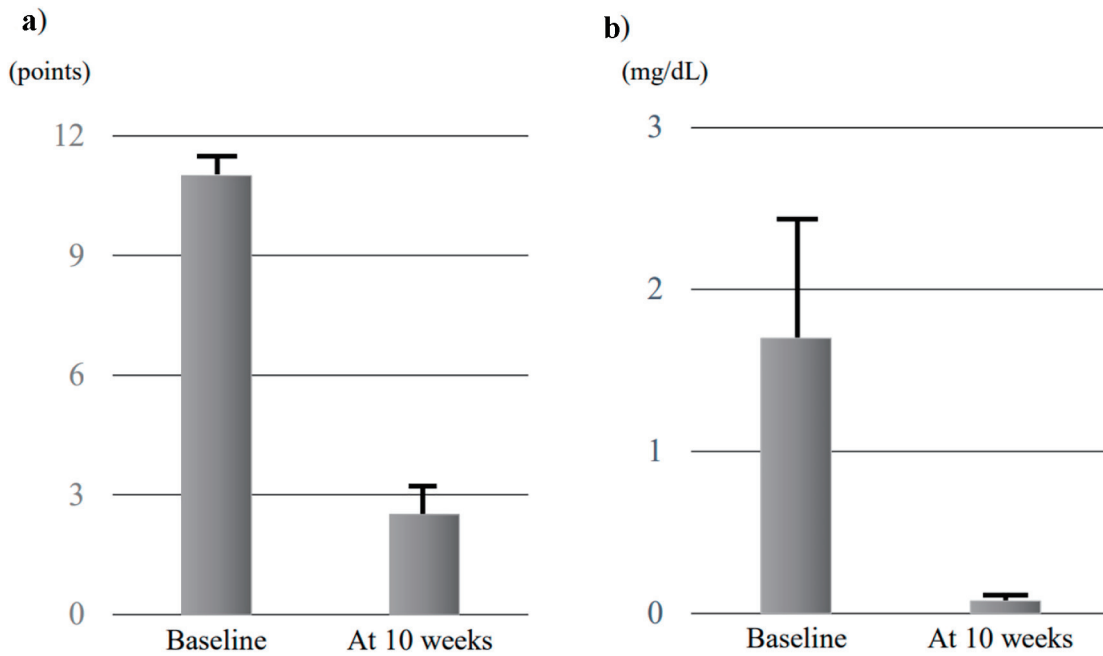 a)
(points)
12
9
6
3
0
Baseline At 10 weeks
b)
(mg/dL)
3
2
1
0
Baseline At 10 weeks